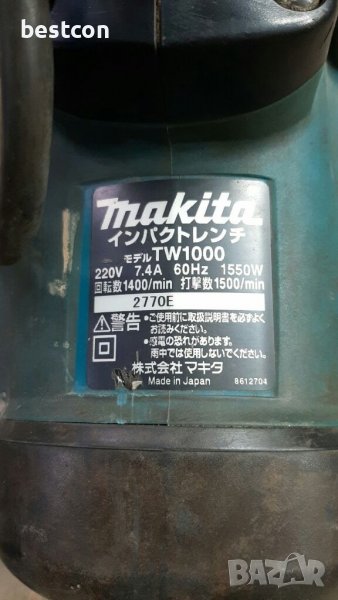 bestcon
makita
インパクトレンチ
モデル TW1000
220V 7.4A 60Hz 1550W
回転数1400/min 打撃数1500/min
2770E
⚠警告 •ご使用前に取扱説明書を必ずよく
お読みください。
•感電の恐れがあります。
雨中では使用しないでください。
株式会社 マキタ
Made in Japan 8612704
BAZAR